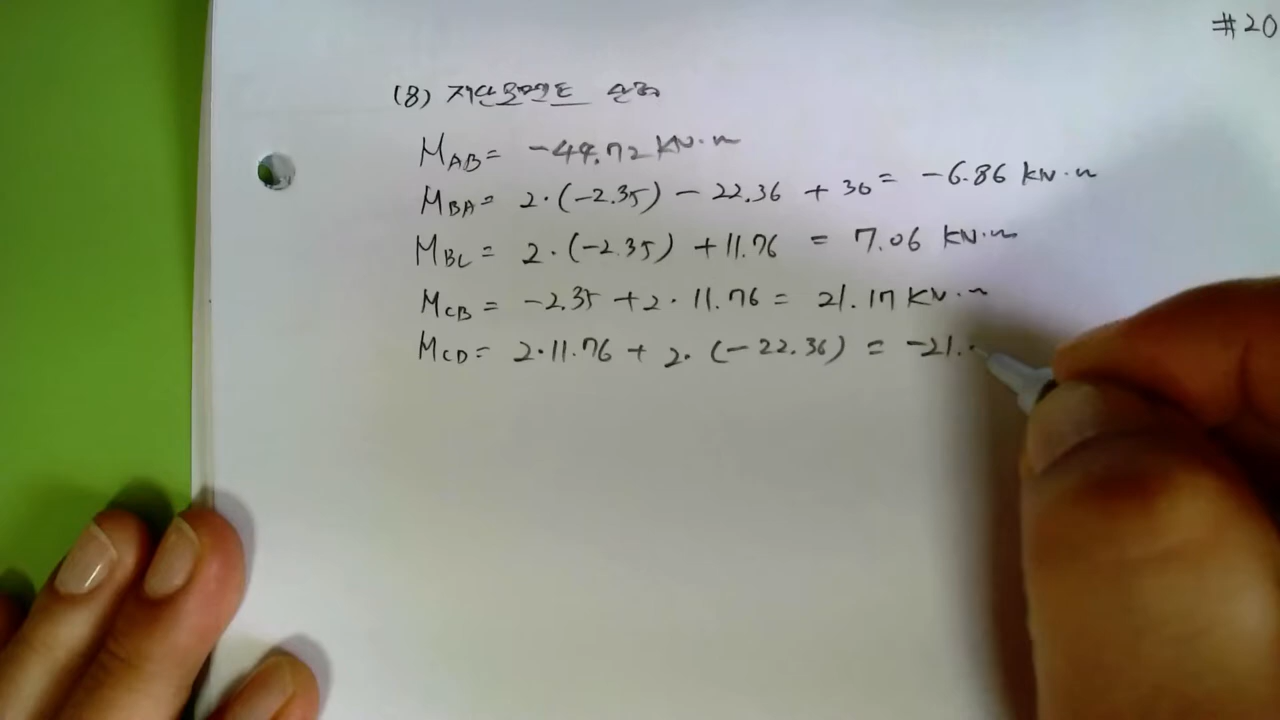 #20
(8) 재단모멘트 산정
M_AB = -44.72 kN·m
M_BA = 2·(-2.35) - 22.36 + 36 = -6.86 kN·m
M_BC = 2·(-2.35) + 11.76 = 7.06 kN·m
M_CB = -2.35 + 2·11.76 = 21.17 kN·m
M_CD = 2·11.76 + 2·(-22.36) = -21.